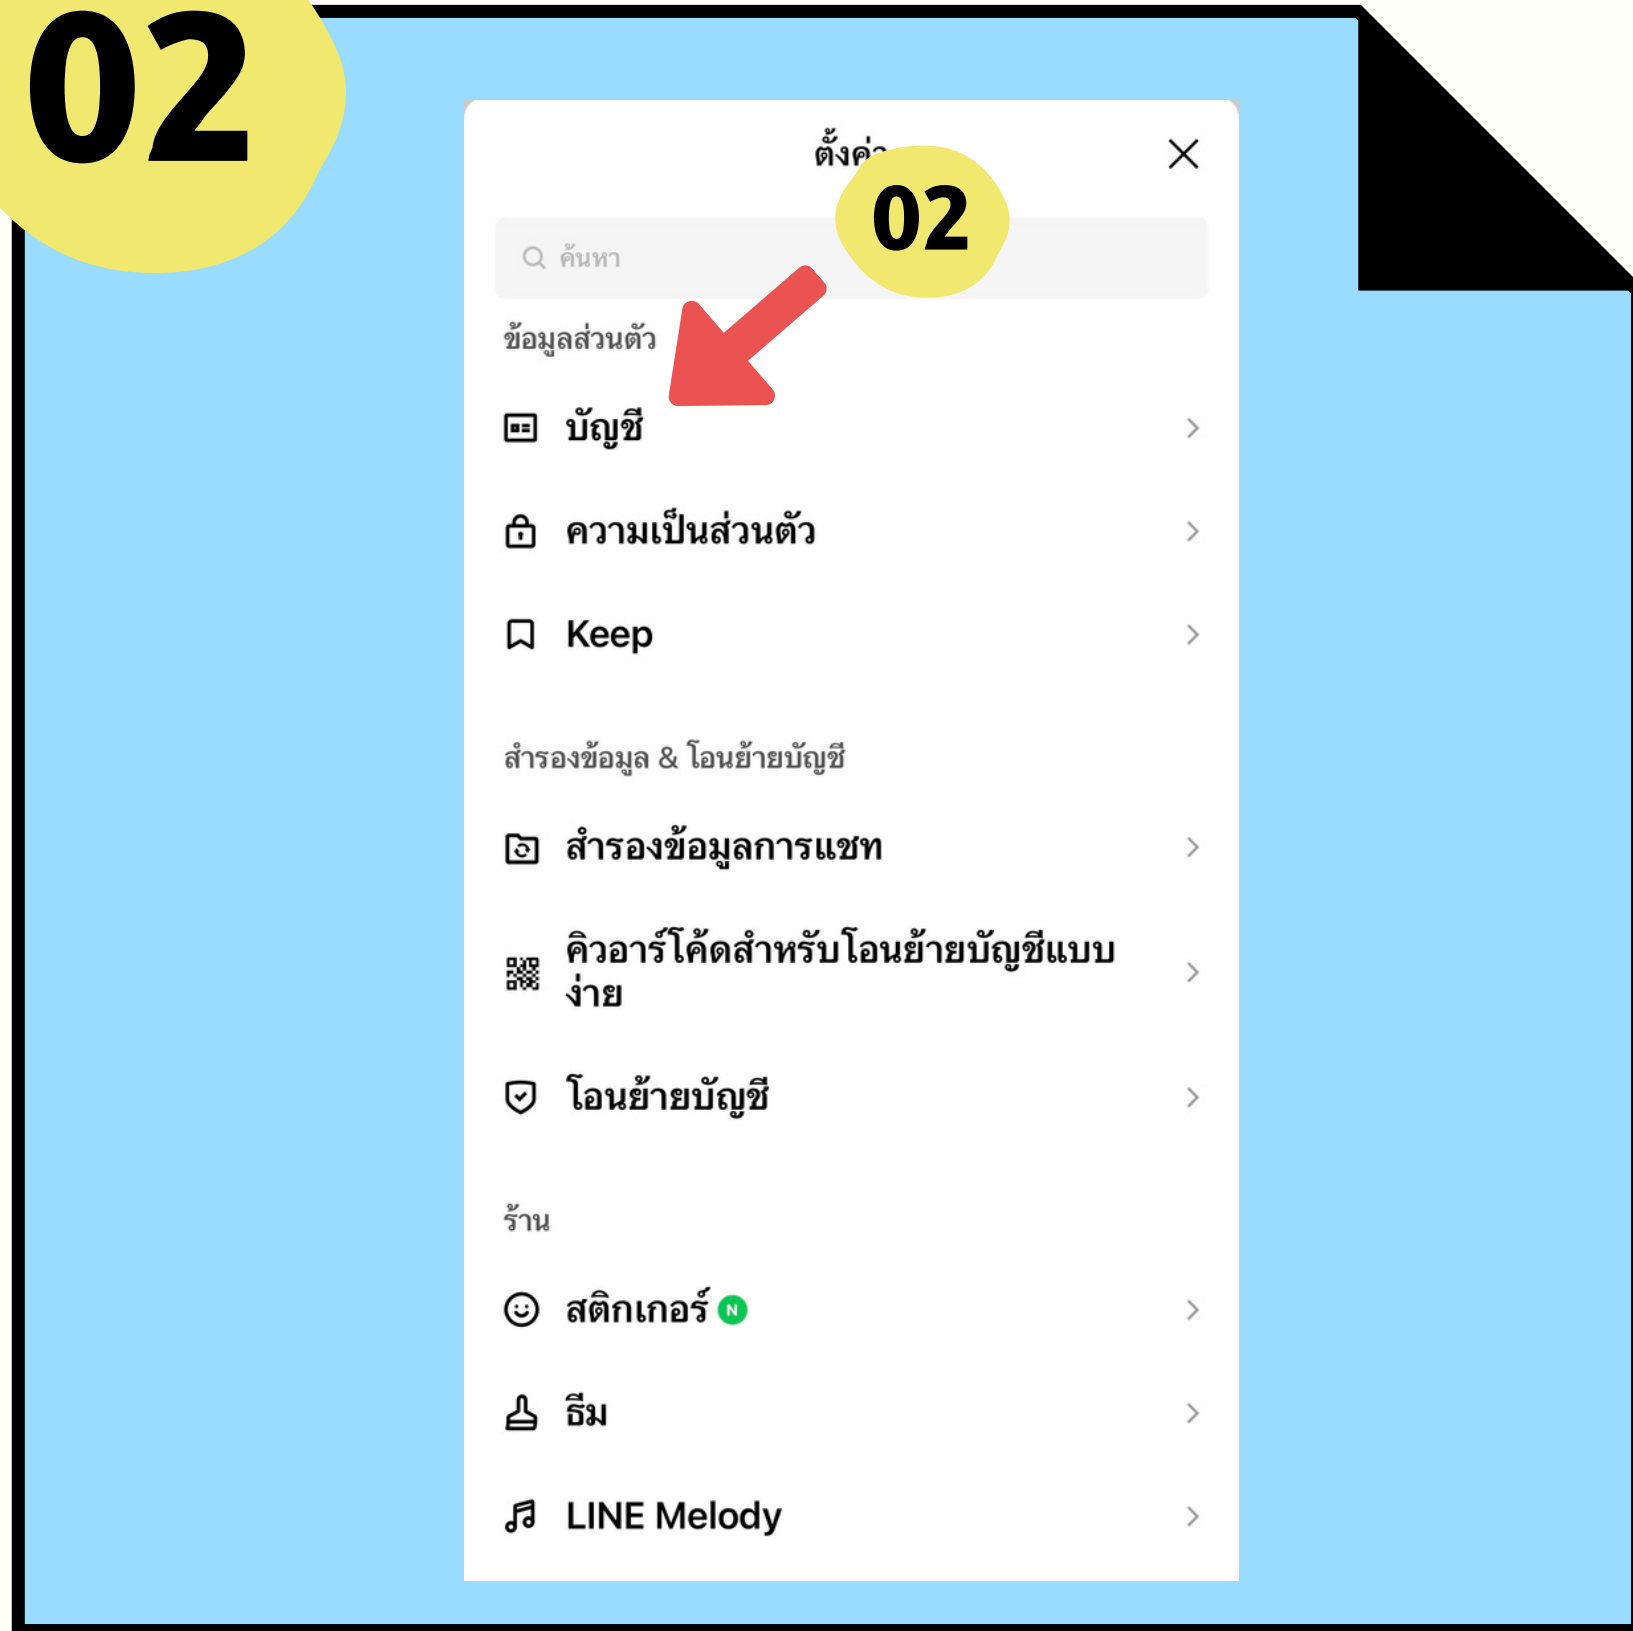 02
ตั้งค่า
02
ค้นหา
ข้อมูลส่วนตัว
บัญชี
ความเป็นส่วนตัว
Keep
สำรองข้อมูล & โอนย้ายบัญชี
สำรองข้อมูลการแชท
คิวอาร์โค้ดสำหรับโอนย้ายบัญชีแบบ
ง่าย
โอนย้ายบัญชี
ร้าน
สติกเกอร์ N
ธีม
LINE Melody